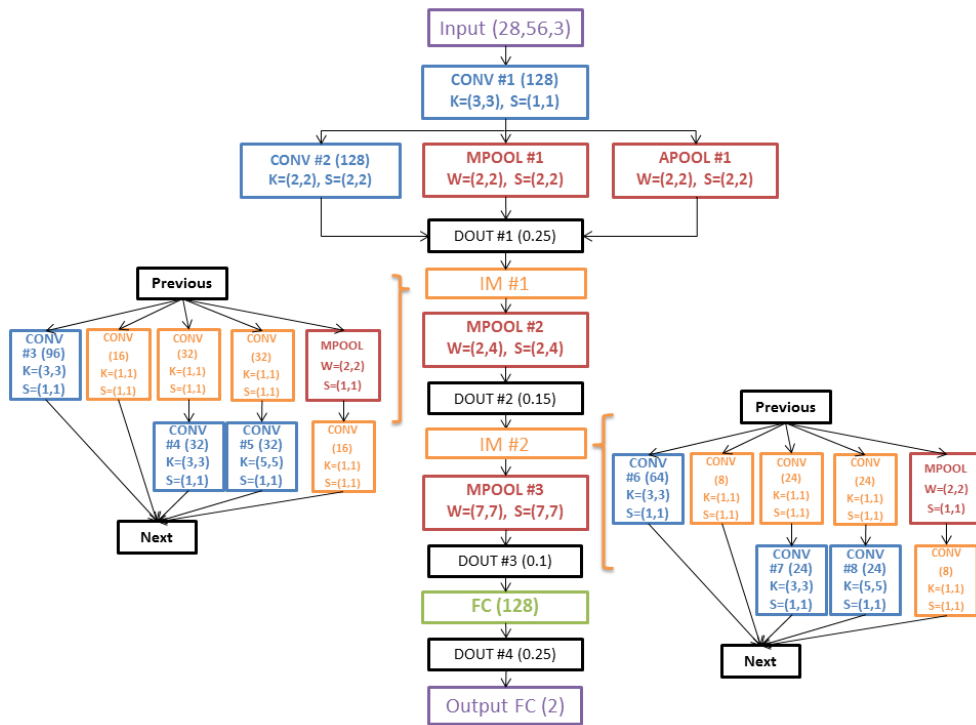 Input (28,56,3)
CONV #1 (128)
K=(3,3), S=(1,1)
CONV #2 (128)
K=(2,2), S=(2,2)
MPOOL #1
W=(2,2), S=(2,2)
APOOL #1
W=(2,2), S=(2,2)
DOUT #1 (0.25)
IM #1
MPOOL #2
W=(2,4), S=(2,4)
DOUT #2 (0.15)
IM #2
MPOOL #3
W=(7,7), S=(7,7)
DOUT #3 (0.1)
FC (128)
DOUT #4 (0.25)
Output FC (2)
Previous
CONV
#3 (96)
K=(3,3)
S=(1,1)
CONV
(16)
K=(1,1)
S=(1,1)
CONV
(32)
K=(1,1)
S=(1,1)
CONV
(32)
K=(1,1)
S=(1,1)
MPOOL
W=(2,2)
S=(1,1)
CONV
#4 (32)
K=(3,3)
S=(1,1)
CONV
#5 (32)
K=(5,5)
S=(1,1)
CONV
(16)
K=(1,1)
S=(1,1)
Next
Previous
CONV
#6 (64)
K=(3,3)
S=(1,1)
CONV
(8)
K=(1,1)
S=(1,1)
CONV
(24)
K=(1,1)
S=(1,1)
CONV
(24)
K=(1,1)
S=(1,1)
MPOOL
W=(2,2)
S=(1,1)
CONV
#7 (24)
K=(3,3)
S=(1,1)
CONV
#8 (24)
K=(5,5)
S=(1,1)
CONV
(8)
K=(1,1)
S=(1,1)
Next